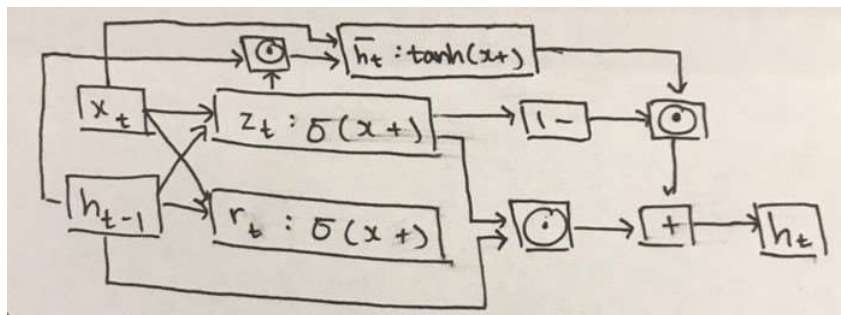 ⊙
h̄ₜ : tanh(x+)
xₜ
zₜ : σ(x+)
1-
⊙
hₜ₋₁
rₜ : σ(x+)
⊙
+
hₜ